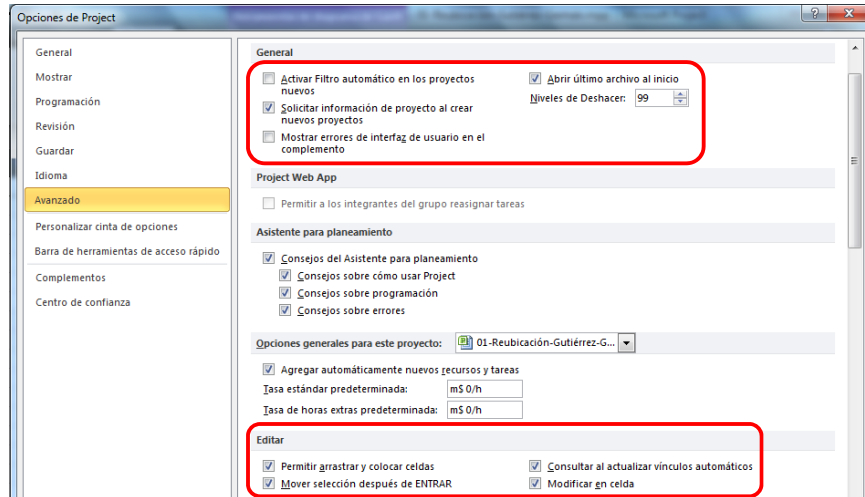 Opciones de Project
General
Mostrar
Programación
Revisión
Guardar
Idioma
Avanzado
Personalizar cinta de opciones
Barra de herramientas de acceso rápido
Complementos
Centro de confianza
General
Activar Filtro automático en los proyectos
nuevos
Solicitar información de proyecto al crear
nuevos proyectos
Mostrar errores de interfaz de usuario en el
complemento
Abrir último archivo al inicio
Niveles de Deshacer: 99
Project Web App
Permitir a los integrantes del grupo reasignar tareas
Asistente para planeamiento
Consejos del Asistente para planeamiento
Consejos sobre cómo usar Project
Consejos sobre programación
Consejos sobre errores
Opciones generales para este proyecto: 01-Reubicación-Gutiérrez-G...
Agregar automáticamente nuevos recursos y tareas
Tasa estándar predeterminada: m$ 0/h
Tasa de horas extras predeterminada: m$ 0/h
Editar
Permitir arrastrar y colocar celdas
Mover selección después de ENTRAR
Consultar al actualizar vínculos automáticos
Modificar en celda